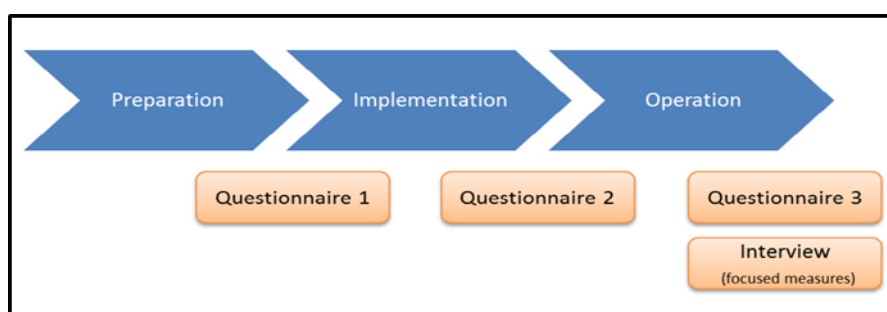 Preparation
Implementation
Operation
Questionnaire 1
Questionnaire 2
Questionnaire 3
Interview
(focused measures)